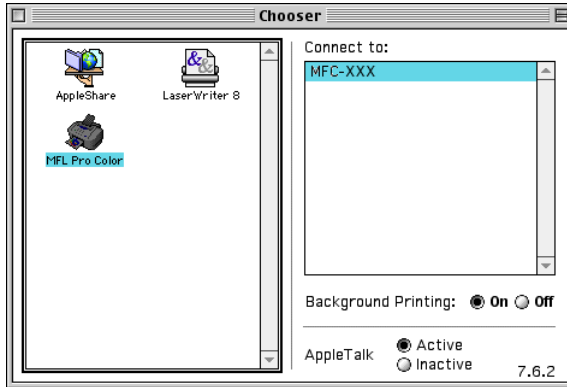 Chooser
AppleShare
LaserWriter 8
MFL Pro Color
Connect to:
MFC-XXX
Background Printing: On Off
AppleTalk
Active
Inactive
7.6.2